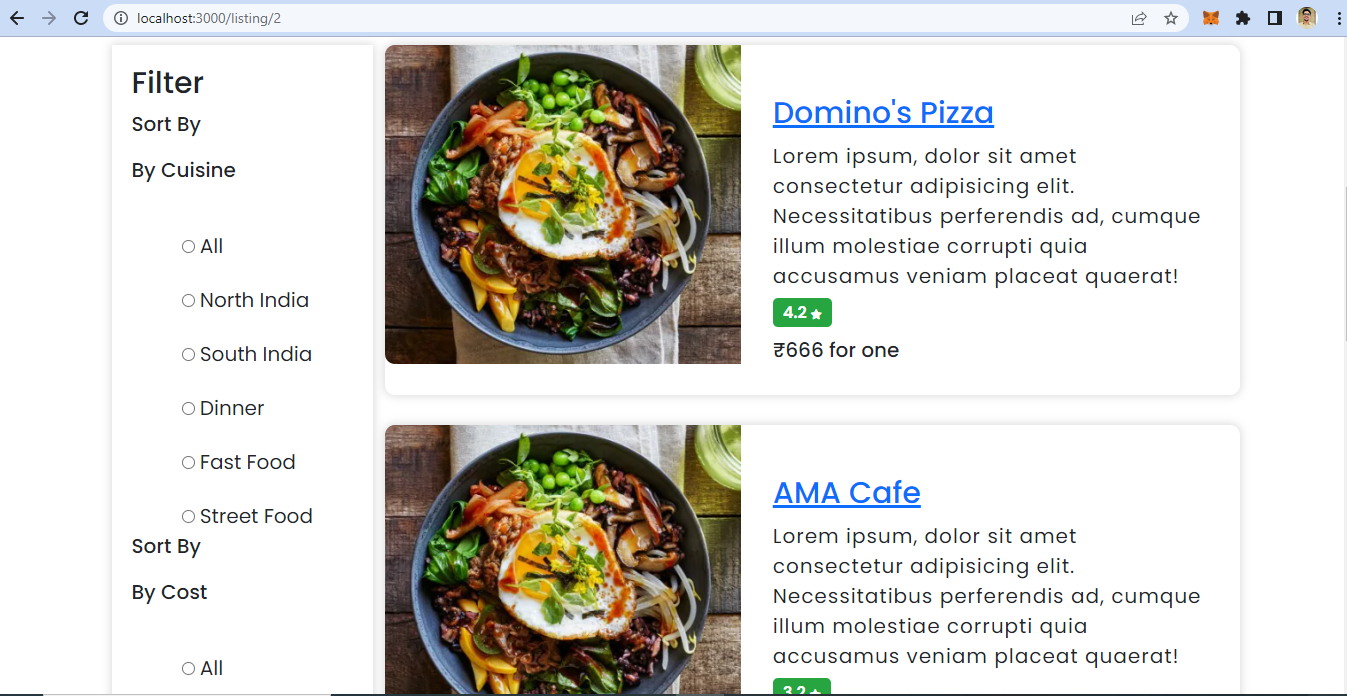 localhost:3000/listing/2
Filter
Sort By
By Cuisine
All
North India
South India
Dinner
Fast Food
Street Food
Sort By
By Cost
All
Domino's Pizza
Lorem ipsum, dolor sit amet
consectetur adipisicing elit.
Necessitatibus perferendis ad, cumque
illum molestiae corrupti quia
accusamus veniam placeat quaerat!
4.2
₹666 for one
AMA Cafe
Lorem ipsum, dolor sit amet
consectetur adipisicing elit.
Necessitatibus perferendis ad, cumque
illum molestiae corrupti quia
accusamus veniam placeat quaerat!
3.2